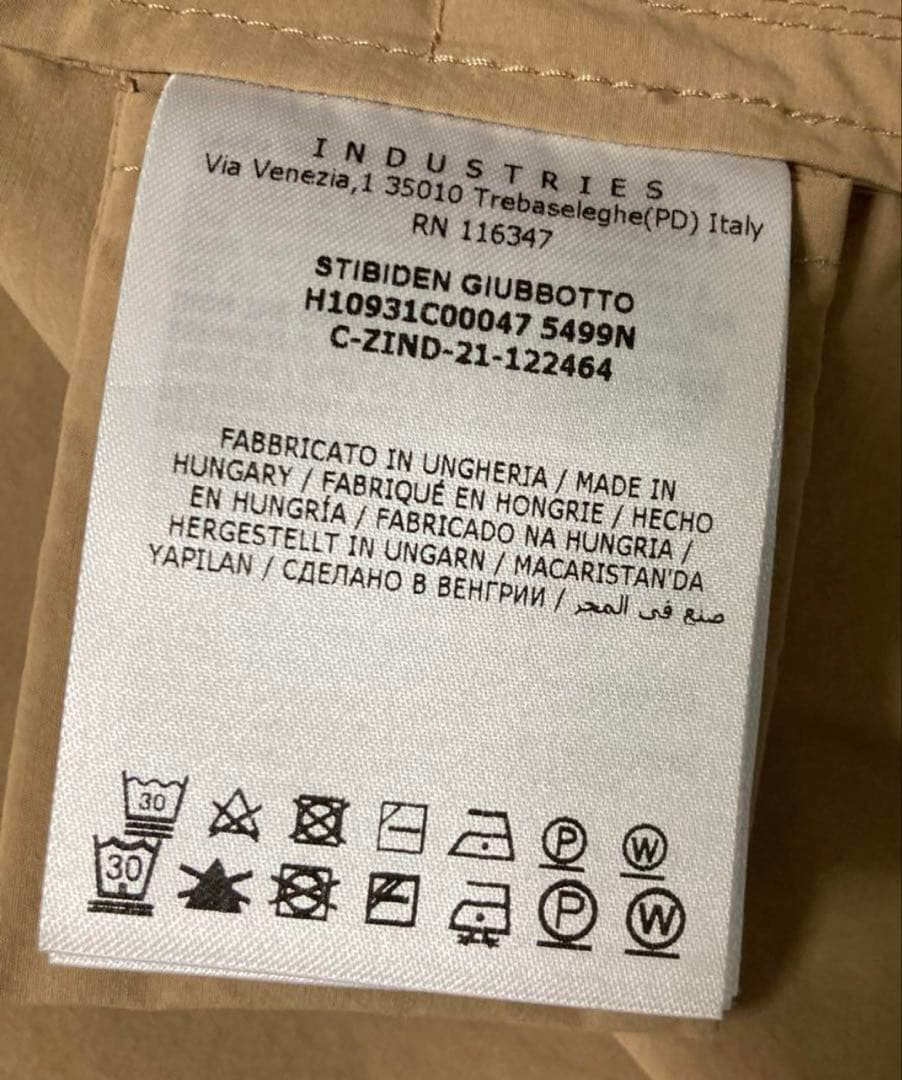 INDUSTRIES
Via Venezia,1 35010 Trebaseleghe(PD) Italy
RN 116347
STIBIDEN GIUBBOTTO
H10931C00047 5499N
C-ZIND-21-122464
FABBRICATO IN UNGHERIA / MADE IN
HUNGARY / FABRIQUÉ EN HONGRIE / HECHO
EN HUNGRÍA / FABRICADO NA HUNGRIA /
HERGESTELLT IN UNGARN / MACARISTAN'DA
YAPILAN / СДЕЛАНО В ВЕНГРИИ / صنع في المجر
30 P W
30 P W